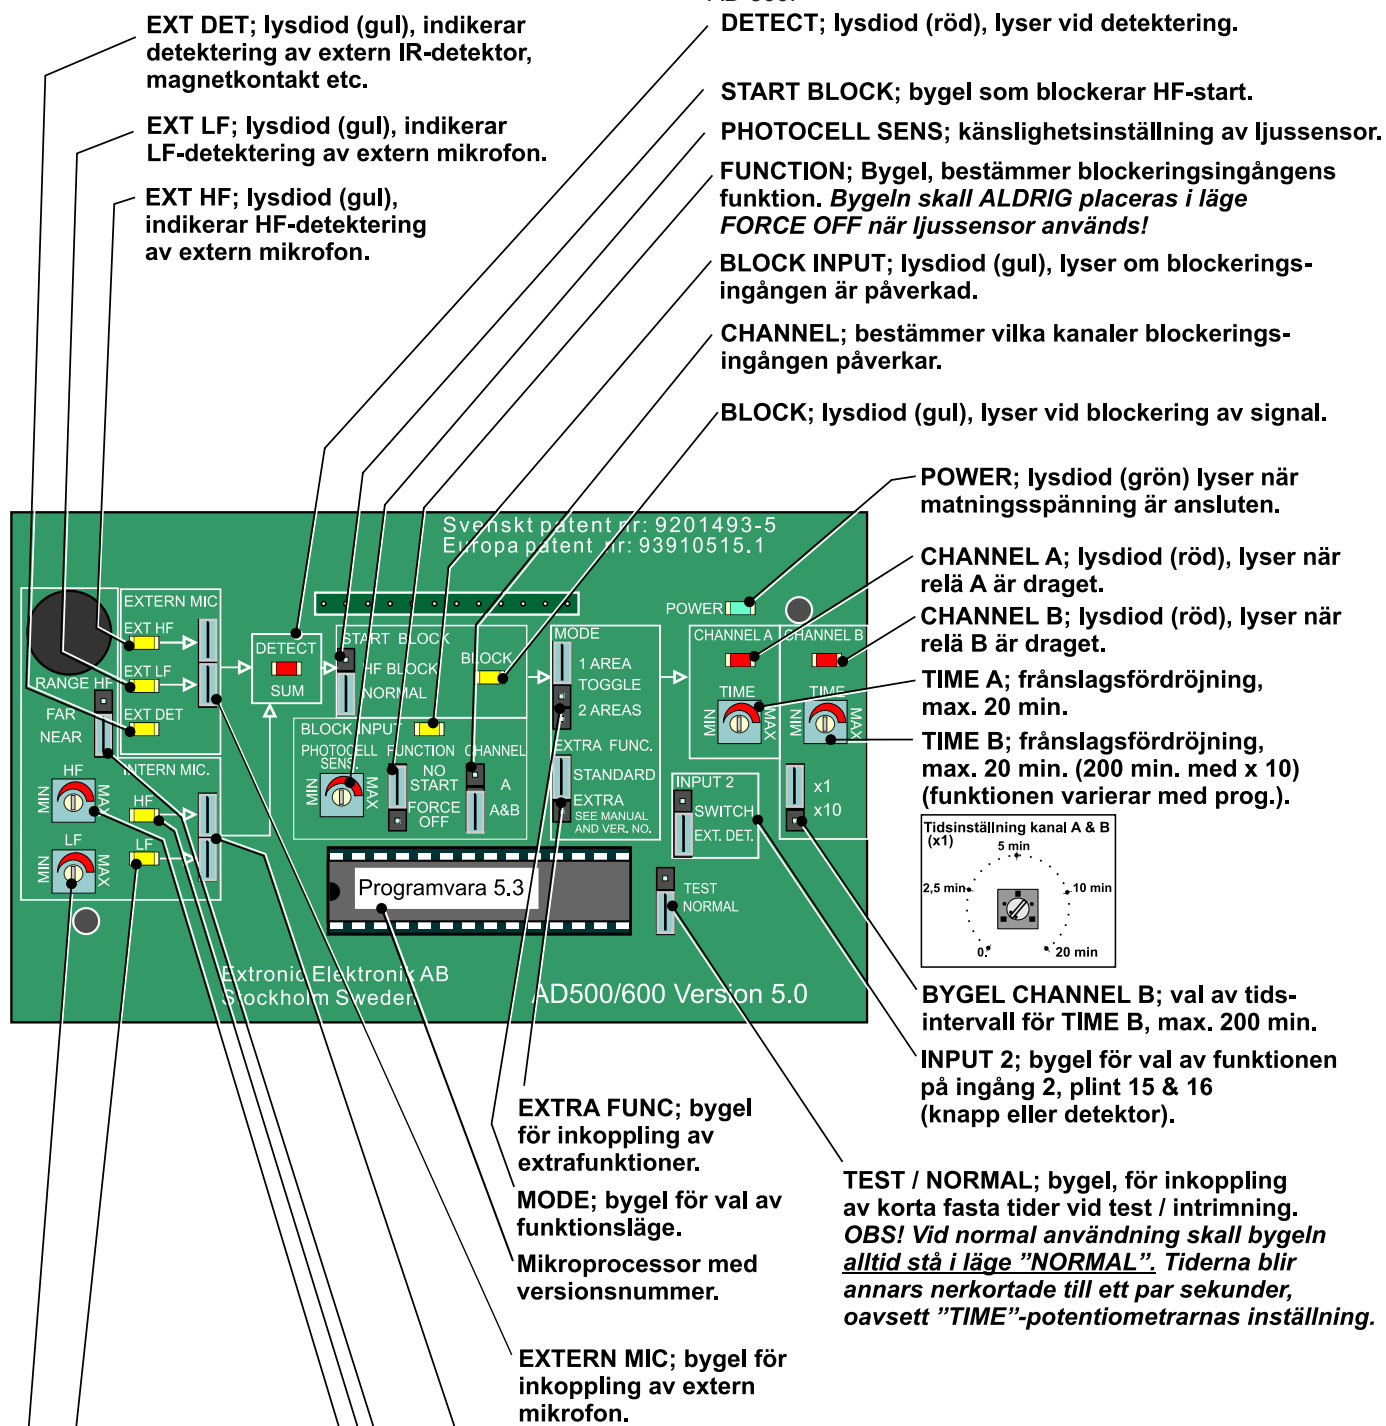 EXT DET; lysdiod (gul), indikerar
detektering av extern IR-detektor,
magnetkontakt etc.
EXT LF; lysdiod (gul), indikerar
LF-detektering av extern mikrofon.
EXT HF; lysdiod (gul),
indikerar HF-detektering
av extern mikrofon.
DETECT; lysdiod (röd), lyser vid detektering.
START BLOCK; bygel som blockerar HF-start.
PHOTOCELL SENS; känslighetsinställning av ljussensor.
FUNCTION; Bygel, bestämmer blockeringsingångens
funktion. Bygeln skall ALDRIG placeras i läge
FORCE OFF när ljussensor används!
BLOCK INPUT; lysdiod (gul), lyser om blockerings-
ingången är påverkad.
CHANNEL; bestämmer vilka kanaler blockerings-
ingången påverkar.
BLOCK; lysdiod (gul), lyser vid blockering av signal.
POWER; lysdiod (grön) lyser när
matningsspänning är ansluten.
CHANNEL A; lysdiod (röd), lyser när
relä A är draget.
CHANNEL B; lysdiod (röd), lyser när
relä B är draget.
TIME A; frånslagsfördröjning,
max. 20 min.
TIME B; frånslagsfördröjning,
max. 20 min. (200 min. med x 10)
(funktionen varierar med prog.).
Svenskt patent nr: 9201493-5
Europa patent nr: 93910515.1
EXTERN MIC
EXT HF
EXT LF
EXT DET
RANGE HF
FAR
NEAR
INTERN MIC.
HF
MIN
MAX
HF
LF
MIN
MAX
LF
DETECT
SUM
START BLOCK
HF BLOCK
NORMAL
BLOCK
BLOCK INPUT
PHOTOCELL
SENS.
MIN
MAX
FUNCTION
NO
START
FORCE
OFF
CHANNEL
A
A&B
MODE
1 AREA
TOGGLE
2 AREAS
EXTRA FUNC.
STANDARD
EXTRA
SEE MANUAL
AND VER. NO.
POWER
CHANNEL A
TIME
MIN
MAX
CHANNEL B
TIME
MIN
MAX
x1
x10
INPUT 2
SWITCH
EXT. DET.
TEST
NORMAL
Programvara 5.3
Extronic Elektronik AB
Stockholm Sweden
AD500/600 Version 5.0
Tidsinställning kanal A & B
(x1)
5 min
2,5 min
10 min
0.
20 min
BYGEL CHANNEL B; val av tids-
intervall för TIME B, max. 200 min.
INPUT 2; bygel för val av funktionen
på ingång 2, plint 15 & 16
(knapp eller detektor).
EXTRA FUNC; bygel
för inkoppling av
extrafunktioner.
MODE; bygel för val av
funktionsläge.
Mikroprocessor med
versionsnummer.
EXTERN MIC; bygel för
inkoppling av extern
mikrofon.
TEST / NORMAL; bygel, för inkoppling
av korta fasta tider vid test / intrimning.
OBS! Vid normal användning skall bygeln
alltid stå i läge ”NORMAL”. Tiderna blir
annars nerkortade till ett par sekunder,
oavsett ”TIME”-potentiometrarnas inställning.